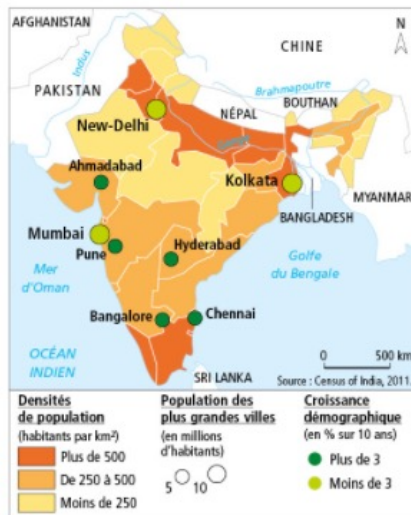 AFGHANISTAN
N
CHINE
Indus
Brahmapoutre
PAKISTAN
NÉPAL
BOUTHAN
New-Delhi
Ahmadabad
Kolkata
MYANMAR
BANGLADESH
Mumbai
Hyderabad
Pune
Golfe
du Bengale
Mer
d'Oman
Bangalore
Chennai
OCÉAN
INDIEN
0 500 km
SRI LANKA
Source : Census of India, 2011.
Densités
de population
(habitants par km²)
Plus de 500
De 250 à 500
Moins de 250
Population des
plus grandes villes
(en millions
d'habitants)
5 10
Croissance
démographique
(en % sur 10 ans)
Plus de 3
Moins de 3